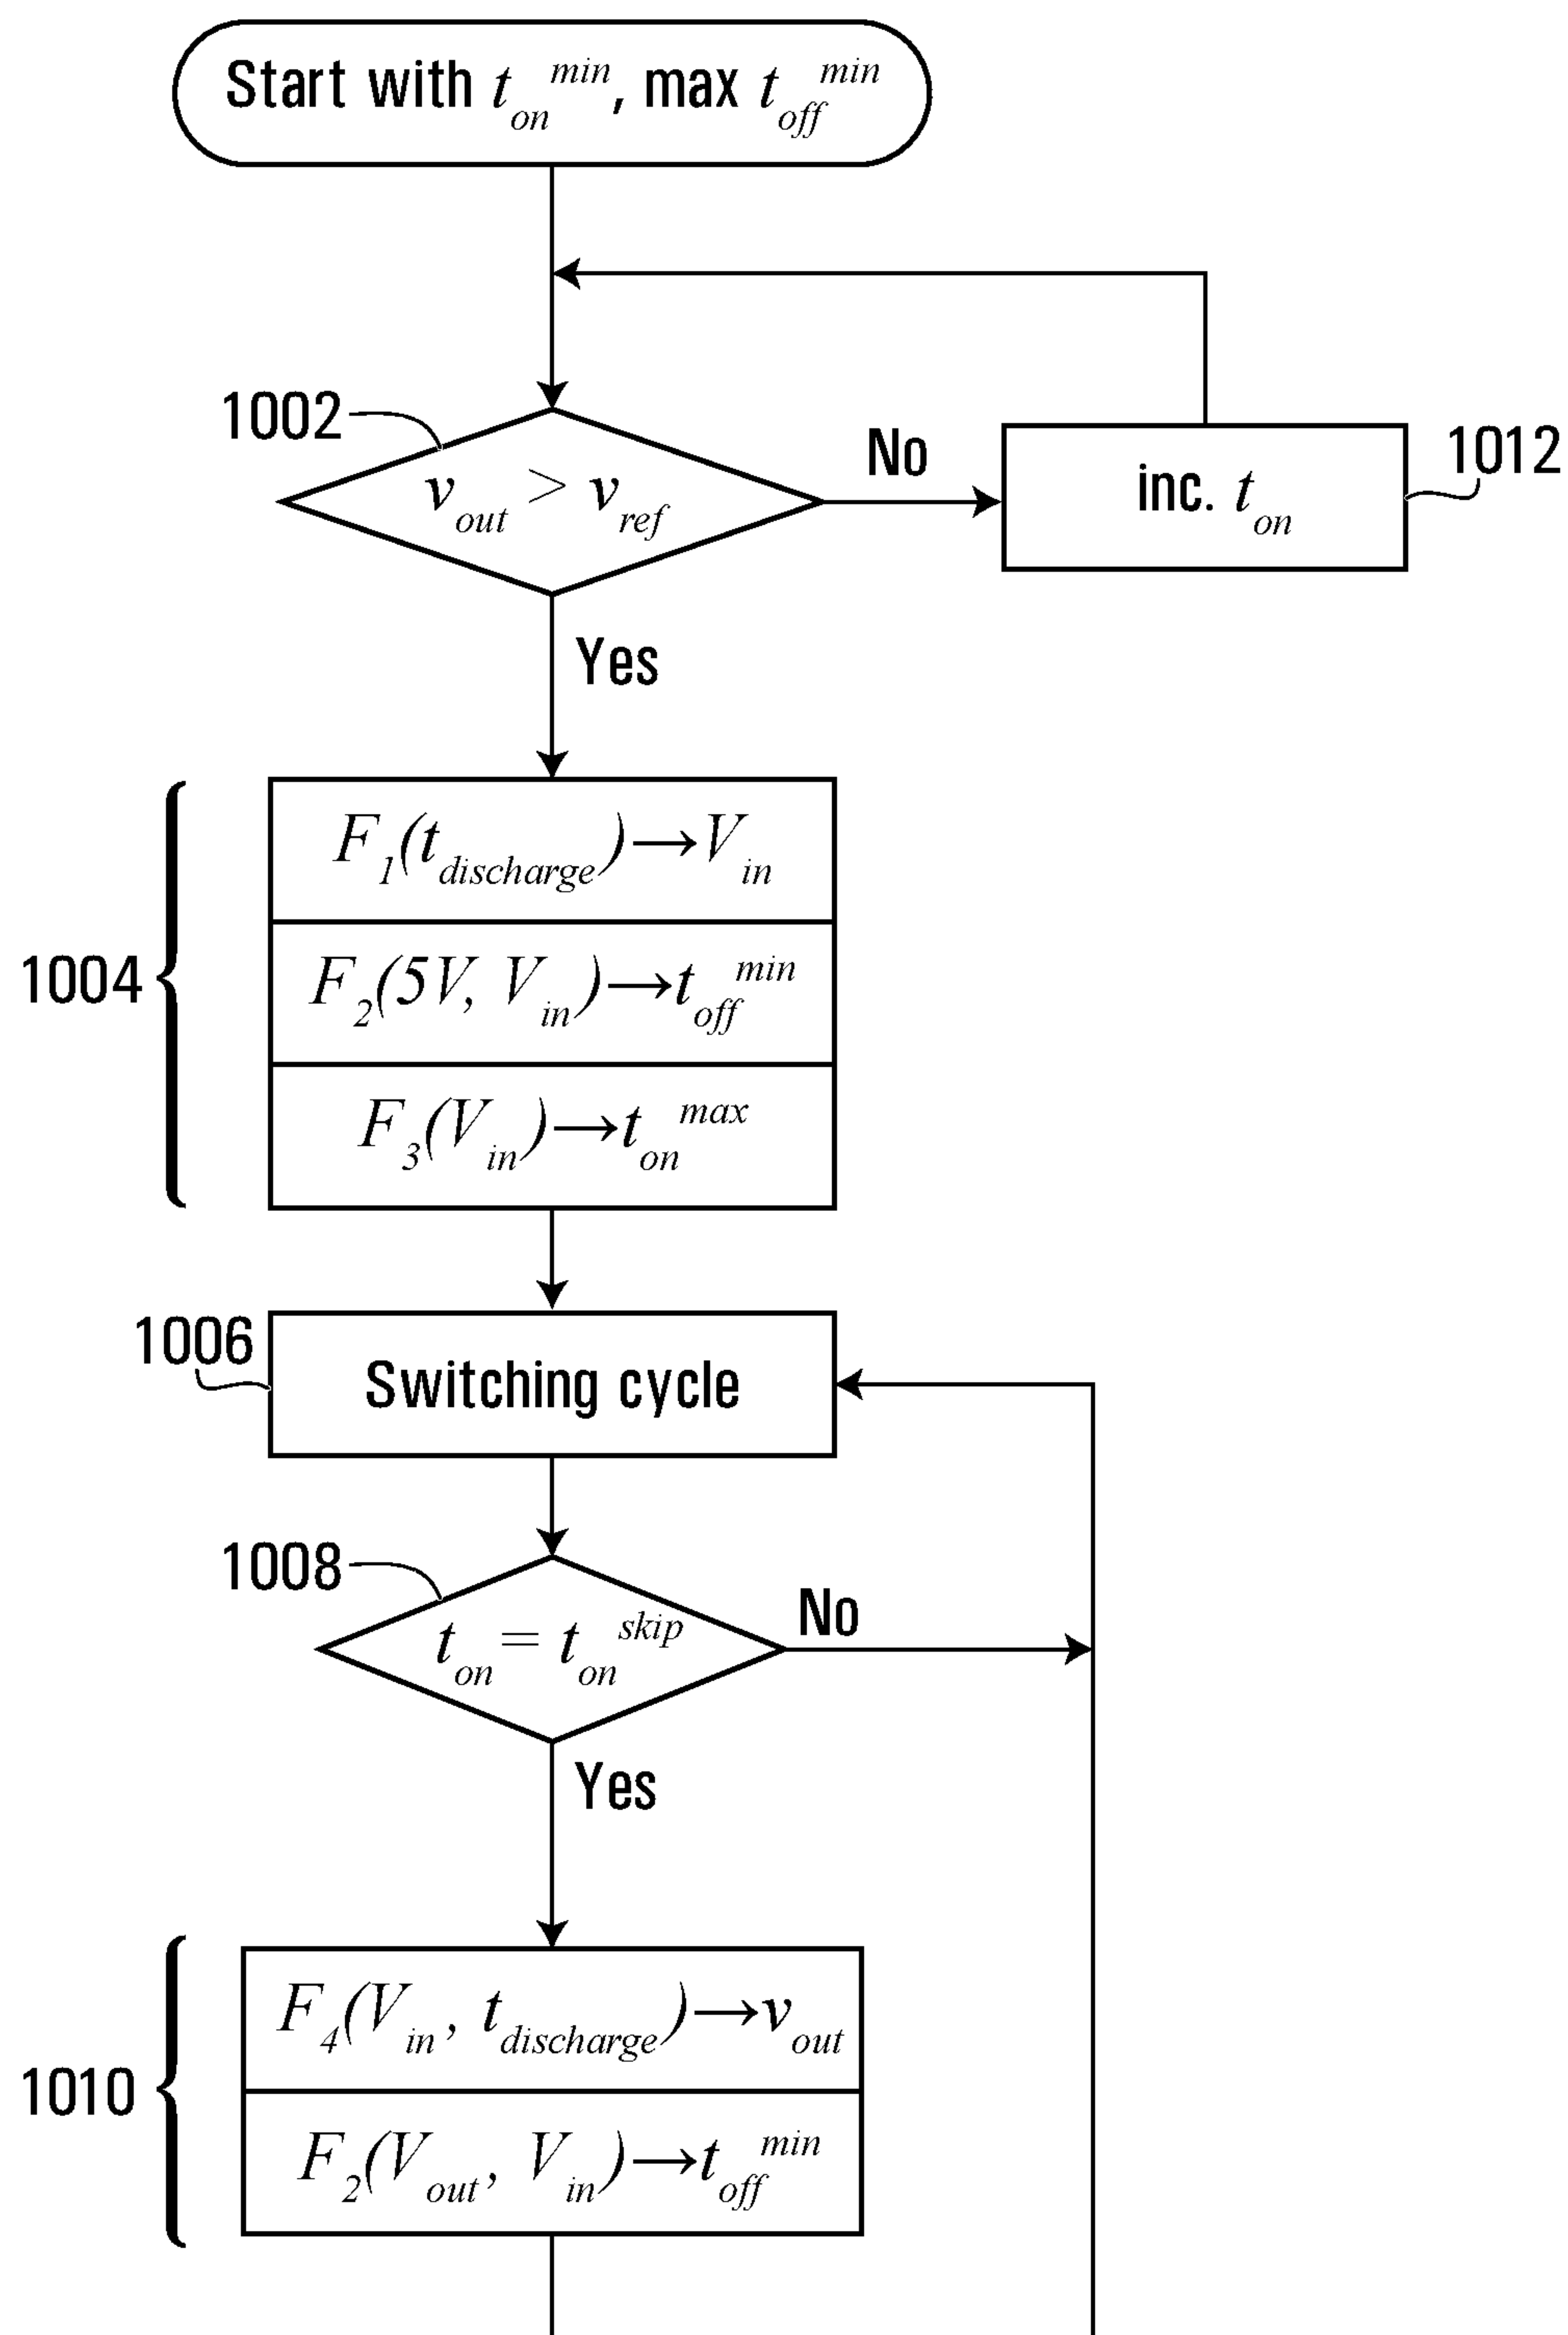 Start with t_on^min, max t_off^min
1002
v_out > v_ref
No
inc. t_on
1012
Yes
1004
F_1(t_discharge)→V_in
F_2(5V, V_in)→t_off^min
F_3(V_in)→t_on^max
1006
Switching cycle
1008
t_on = t_on^skip
No
Yes
1010
F_4(V_in, t_discharge)→v_out
F_2(V_out, V_in)→t_off^min